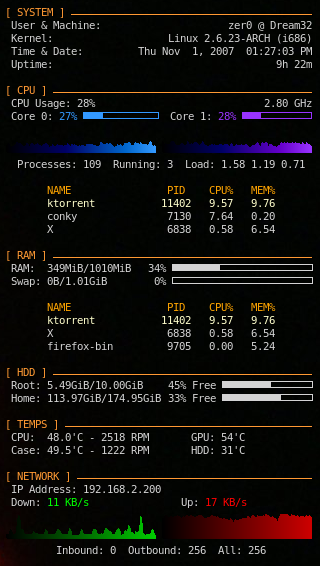 [ SYSTEM ]
User & Machine: zer0 @ Dream32
Kernel: Linux 2.6.23-ARCH (i686)
Time & Date: Thu Nov 1, 2007 01:27:03 PM
Uptime: 9h 22m
[ CPU ]
CPU Usage: 28% 2.80 GHz
Core 0: 27% Core 1: 28%
Processes: 109 Running: 3 Load: 1.58 1.19 0.71
NAME PID CPU% MEM%
ktorrent 11402 9.57 9.76
conky 7130 7.64 0.20
X 6838 0.58 6.54
[ RAM ]
RAM: 349MiB/1010MiB 34%
Swap: 0B/1.01GiB 0%
NAME PID CPU% MEM%
ktorrent 11402 9.57 9.76
X 6838 0.58 6.54
firefox-bin 9705 0.00 5.24
[ HDD ]
Root: 5.49GiB/10.00GiB 45% Free
Home: 113.97GiB/174.95GiB 33% Free
[ TEMPS ]
CPU: 48.0'C - 2518 RPM GPU: 54'C
Case: 49.5'C - 1222 RPM HDD: 31'C
[ NETWORK ]
IP Address: 192.168.2.200
Down: 11 KB/s Up: 17 KB/s
Inbound: 0 Outbound: 256 All: 256